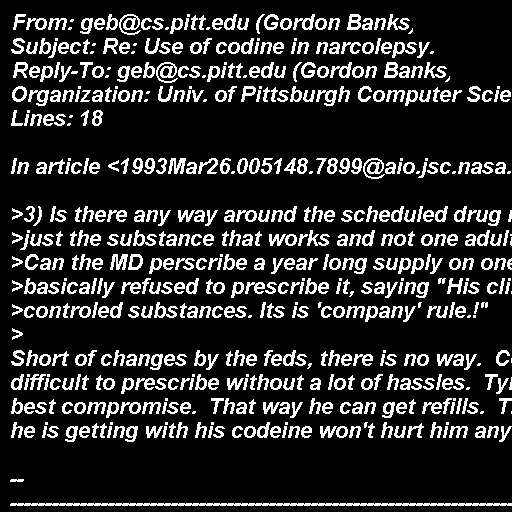 From: geb@cs.pitt.edu (Gordon Banks)
Subject: Re: Use of codine in narcolepsy.
Reply-To: geb@cs.pitt.edu (Gordon Banks)
Organization: Univ. of Pittsburgh Computer Scie
Lines: 18

In article <1993Mar26.005148.7899@aio.jsc.nasa.

>3) Is there any way around the scheduled drug
>just the substance that works and not one adul
>Can the MD perscribe a year long supply on one
>basically refused to prescribe it, saying "His cli
>controled substances. Its is 'company' rule.!"
>
Short of changes by the feds, there is no way.  C
difficult to prescribe without a lot of hassles.  Tyl
best compromise.  That way he can get refills.  T
he is getting with his codeine won't hurt him any

--
----------------------------------------------------------------------------